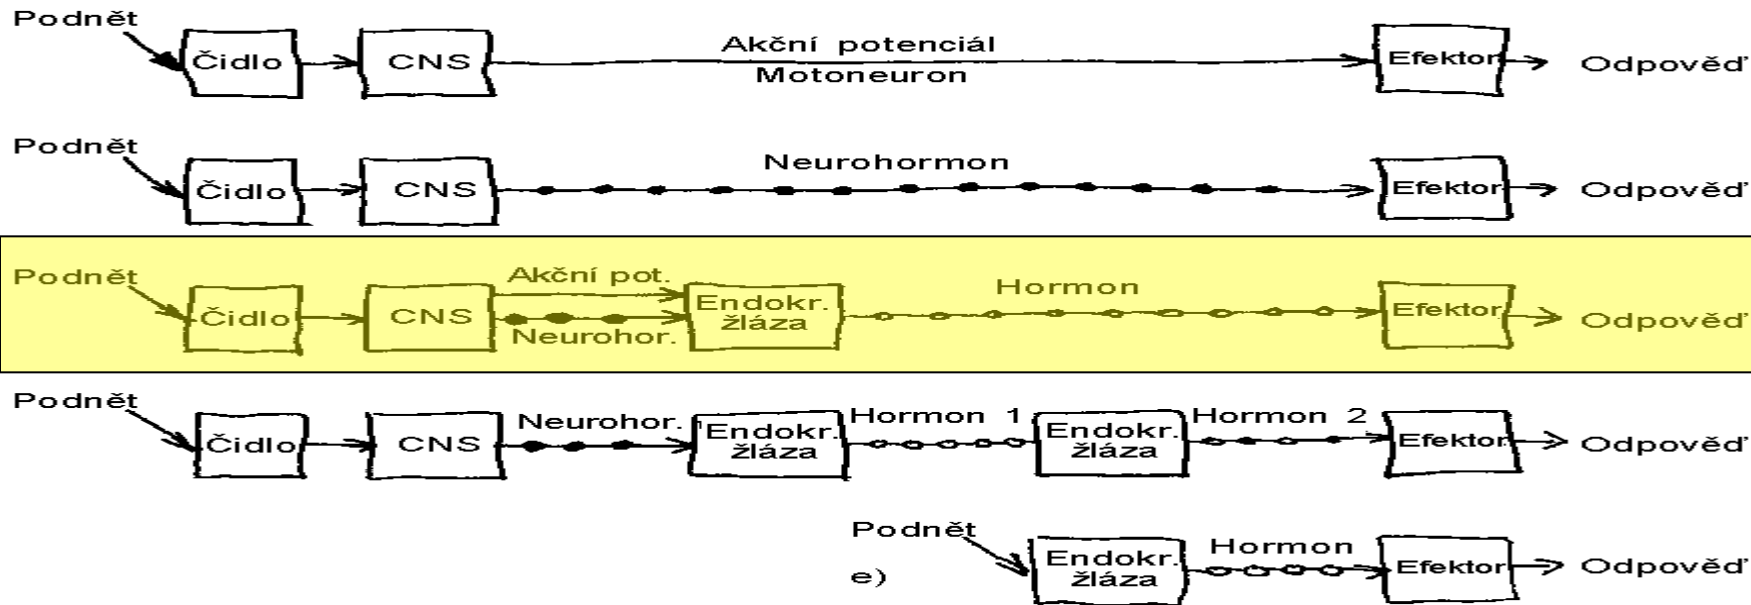 Podnět
Čidlo CNS Akční potenciál Efektor Odpověď
Motoneuron
Podnět
Čidlo CNS Neurohormon Efektor Odpověď
Podnět
Čidlo CNS Akční pot. Endokr. Hormon Efektor Odpověď
Neurohor. žláza
Podnět
Čidlo CNS Neurohor. Endokr. Hormon 1 Endokr. Hormon 2 Efektor Odpověď
žláza žláza
Podnět
e) Endokr. Hormon Efektor Odpověď
žláza